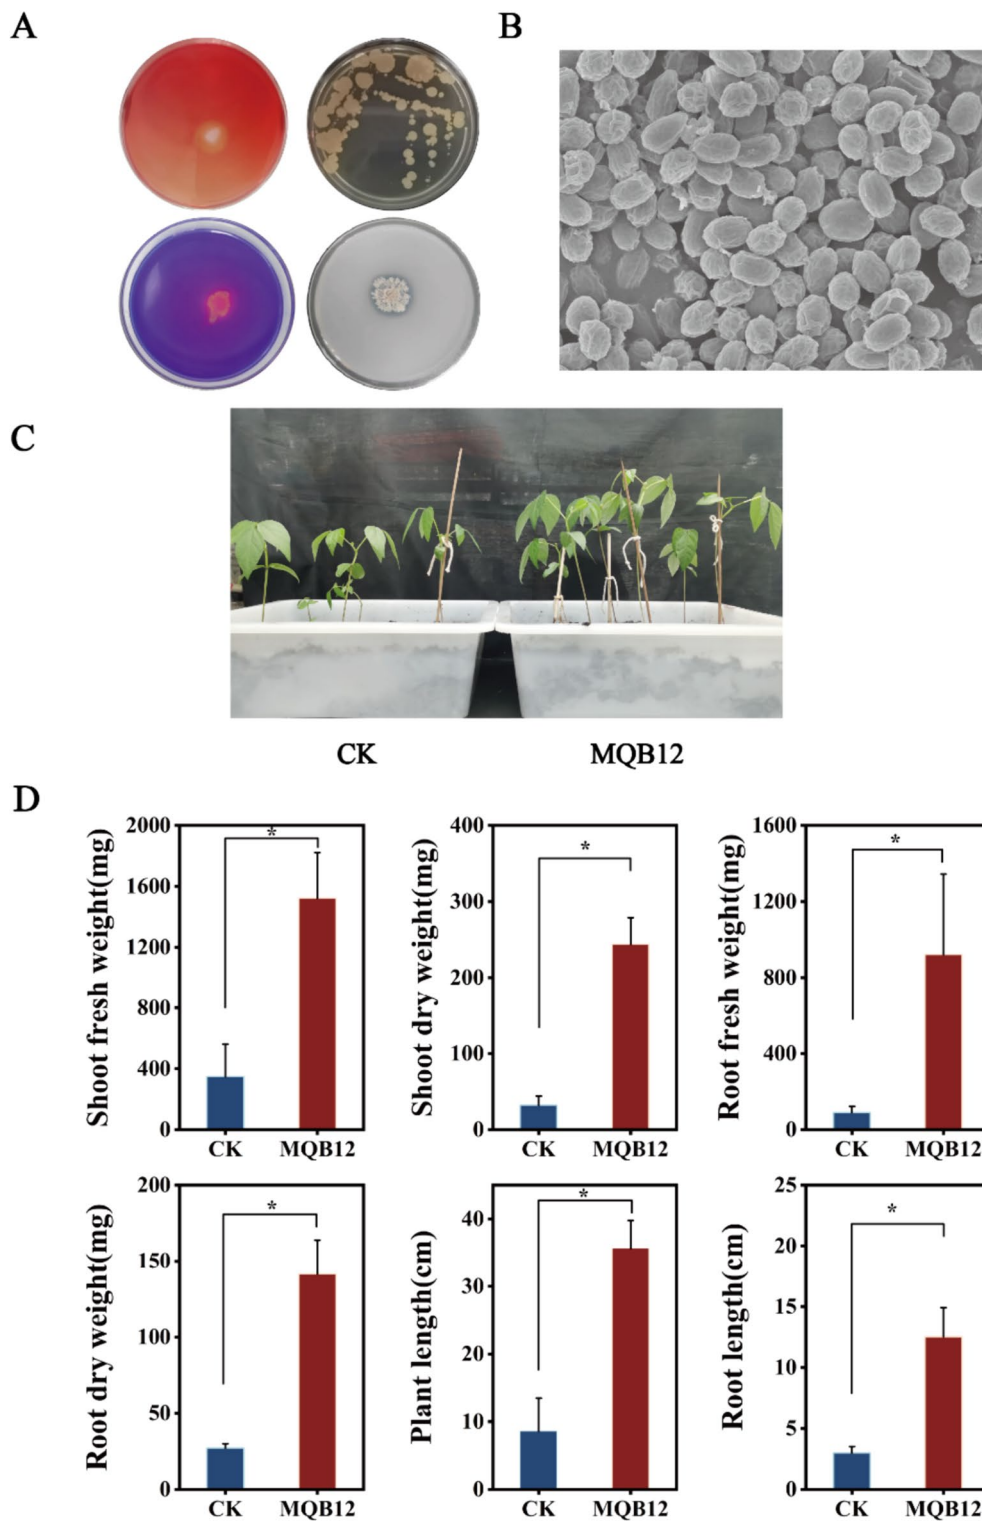 A
B
C
CK
MQB12
D
Shoot fresh weight(mg)
2000
1600
1200
800
400
0
*
CK
MQB12
Shoot dry weight(mg)
400
300
200
100
0
*
CK
MQB12
Root fresh weight(mg)
1600
1200
800
400
0
*
CK
MQB12
Root dry weight(mg)
200
150
100
50
0
*
CK
MQB12
Plant length(cm)
40
30
20
10
0
*
CK
MQB12
Root length(cm)
25
20
15
10
5
0
*
CK
MQB12